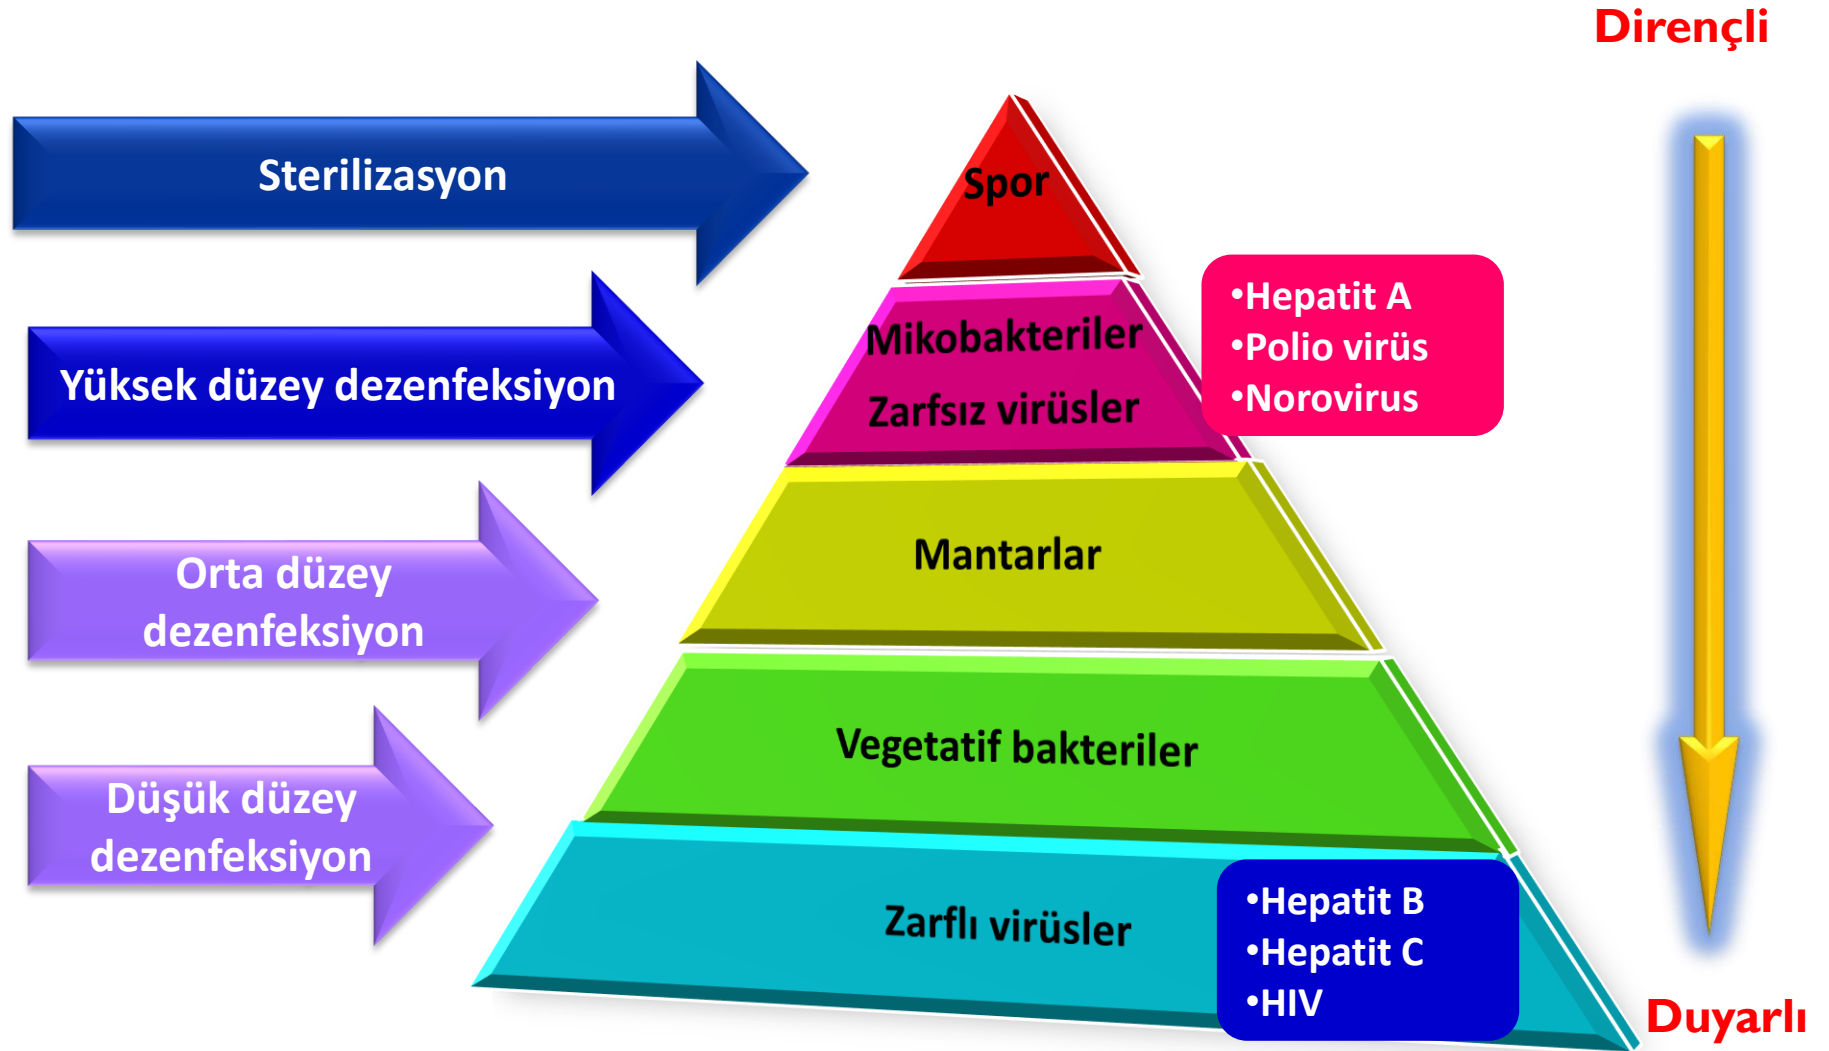 Dirençli
Sterilizasyon
Spor
Yüksek düzey dezenfeksiyon
Mikobakteriler
Zarfsız virüsler
•Hepatit A
•Polio virüs
•Norovirus
Orta düzey
dezenfeksiyon
Mantarlar
Düşük düzey
dezenfeksiyon
Vegetatif bakteriler
Zarflı virüsler
•Hepatit B
•Hepatit C
•HIV
Duyarlı